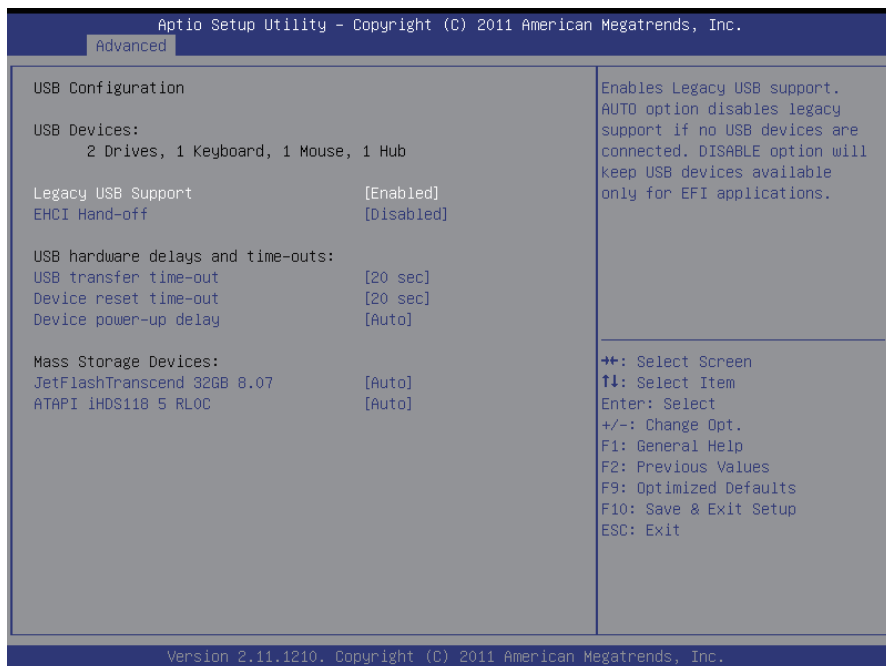 Aptio Setup Utility – Copyright (C) 2011 American Megatrends, Inc.
Advanced
USB Configuration
USB Devices:
2 Drives, 1 Keyboard, 1 Mouse, 1 Hub
Legacy USB Support [Enabled]
EHCI Hand-off [Disabled]
USB hardware delays and time-outs:
USB transfer time-out [20 sec]
Device reset time-out [20 sec]
Device power-up delay [Auto]
Mass Storage Devices:
JetFlashTranscend 32GB 8.07 [Auto]
ATAPI iHDS118 5 RL0C [Auto]
Enables Legacy USB support.
AUTO option disables legacy
support if no USB devices are
connected. DISABLE option will
keep USB devices available
only for EFI applications.
→←: Select Screen
↑↓: Select Item
Enter: Select
+/-: Change Opt.
F1: General Help
F2: Previous Values
F9: Optimized Defaults
F10: Save & Exit Setup
ESC: Exit
Version 2.11.1210. Copyright (C) 2011 American Megatrends, Inc.